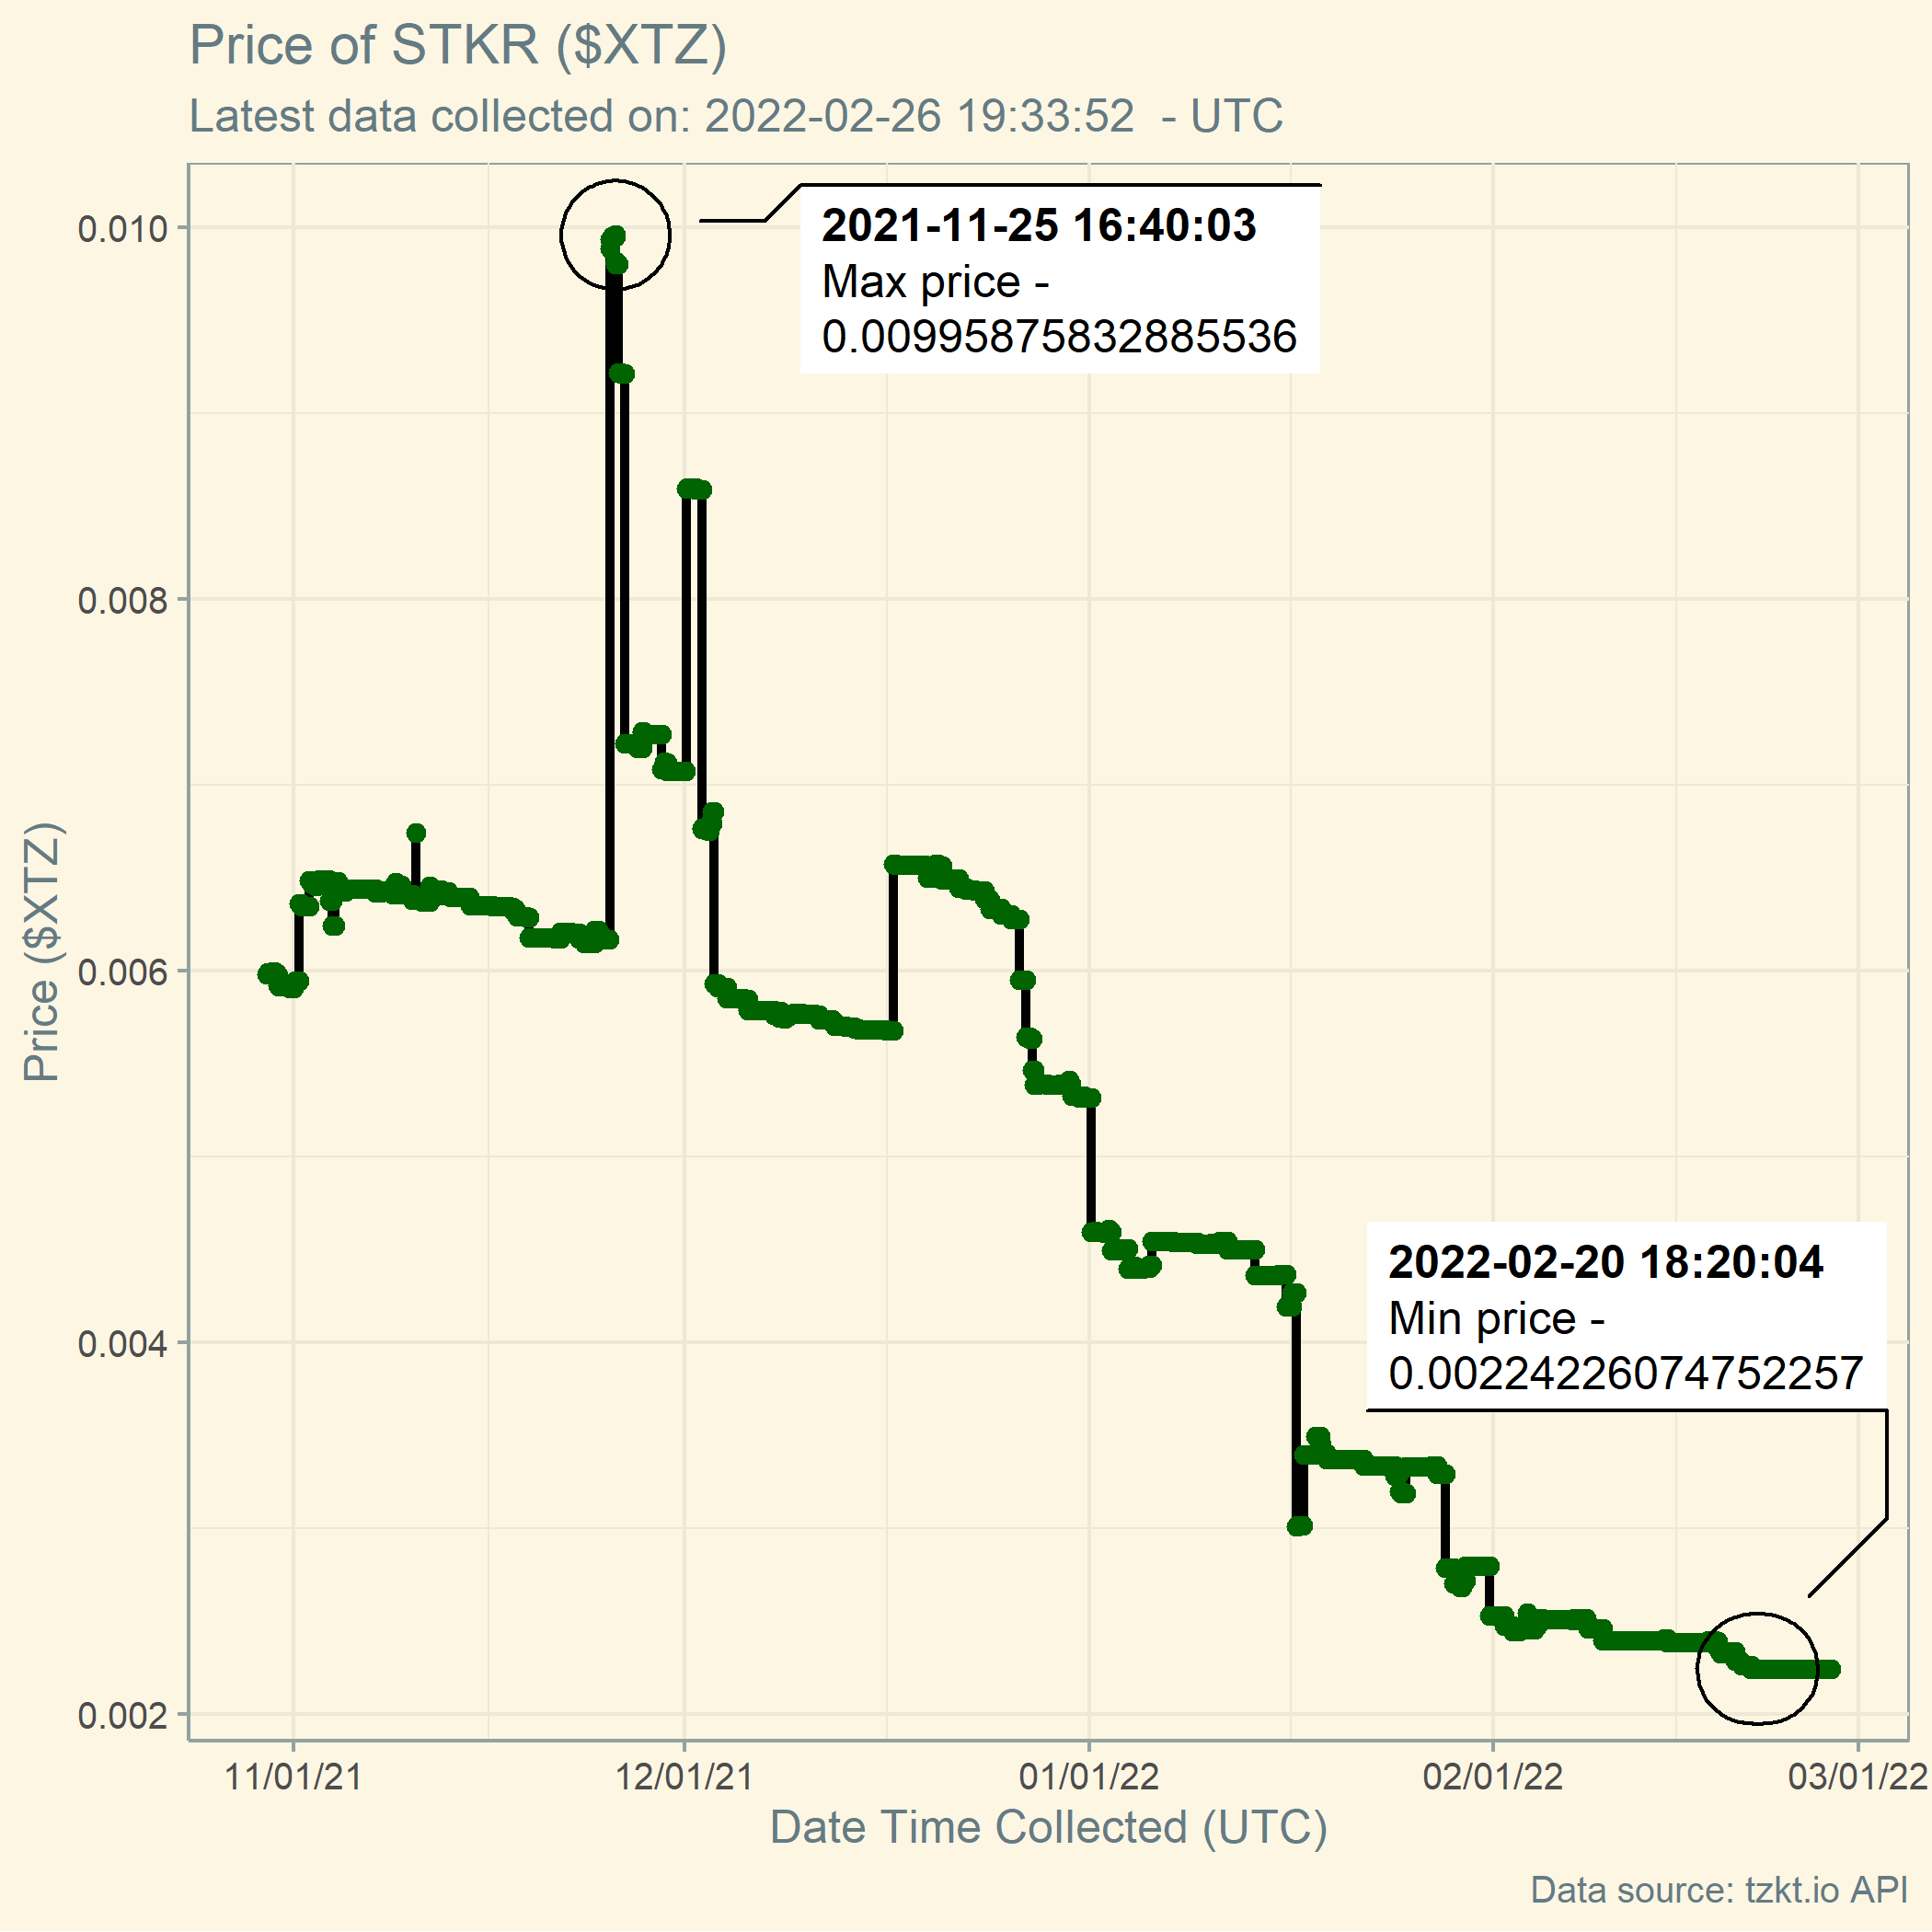 Price of STKR ($XTZ)
Latest data collected on: 2022-02-26 19:33:52  - UTC
2021-11-25 16:40:03
Max price -
0.00995875832885536
0.010
0.008
0.006
0.004
0.002
Price ($XTZ)
2022-02-20 18:20:04
Min price -
0.00224226074752257
11/01/21
12/01/21
01/01/22
02/01/22
03/01/22
Date Time Collected (UTC)
Data source: tzkt.io API